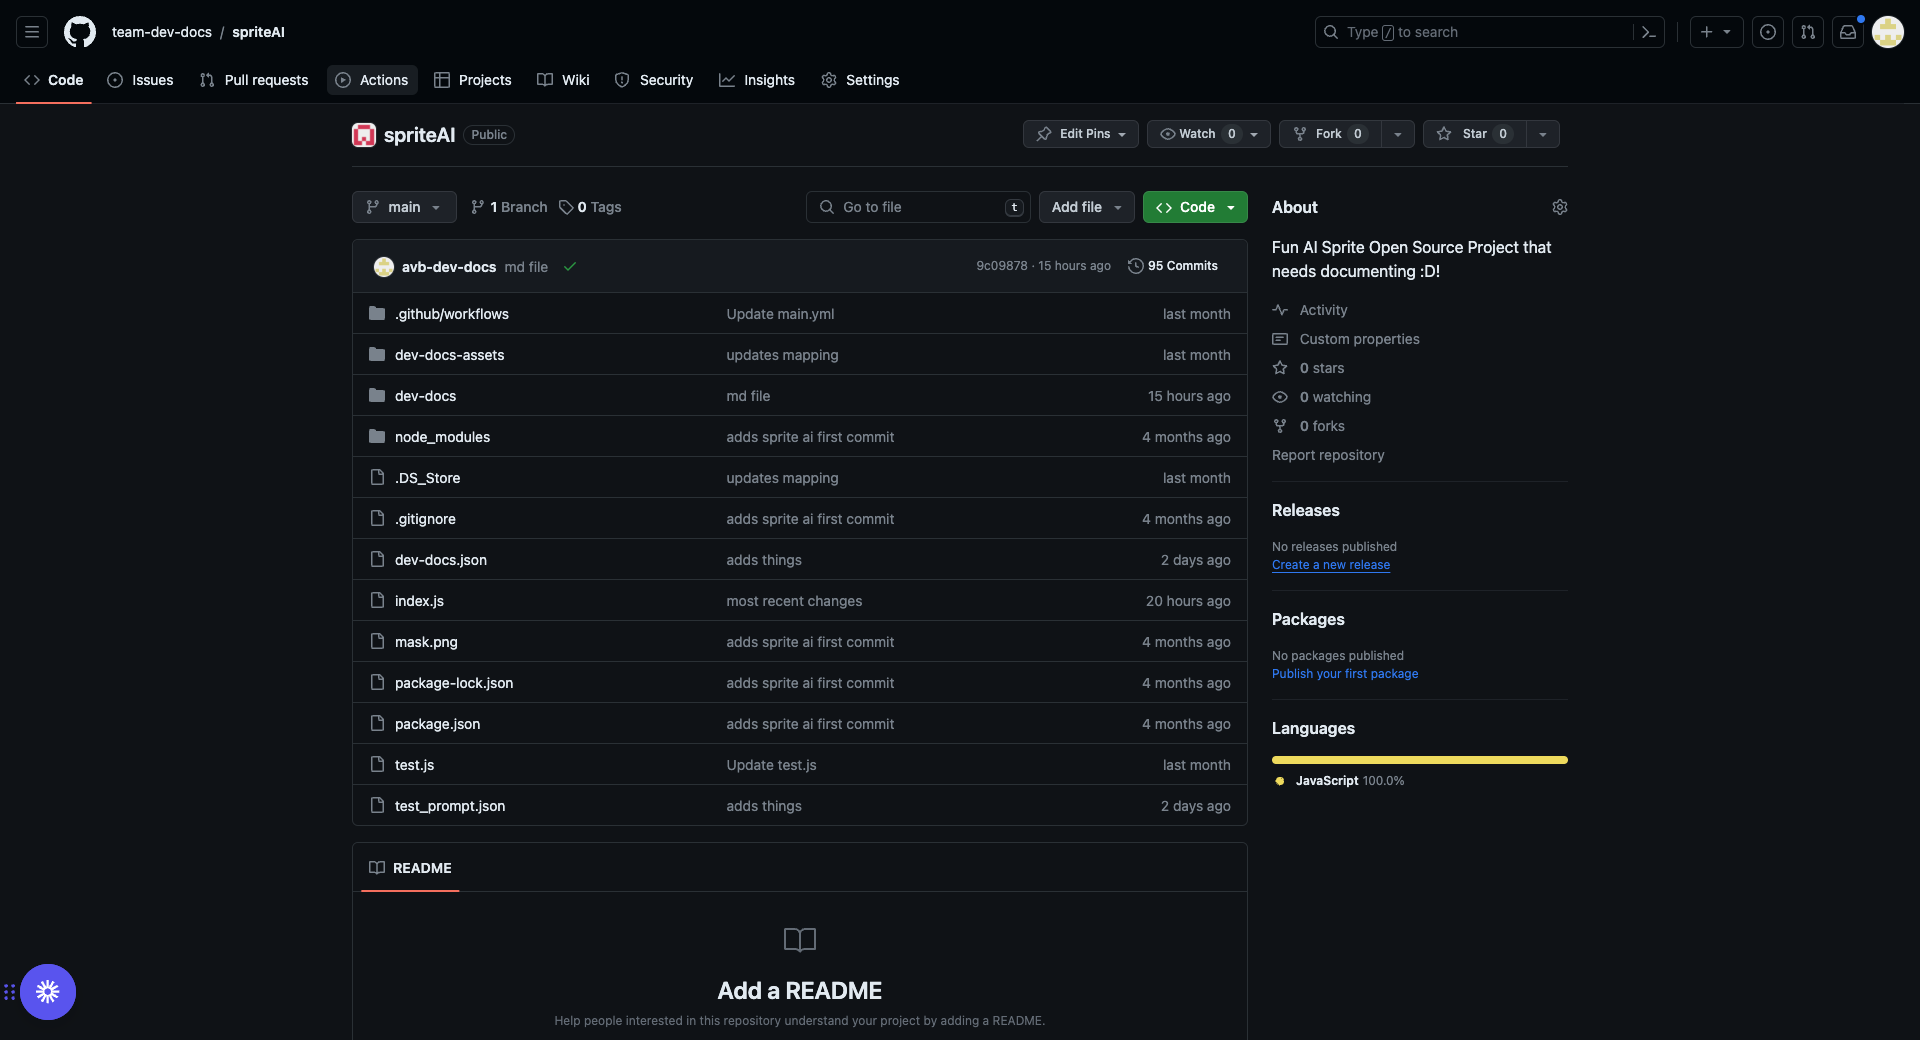 team-dev-docs / spriteAI
Type / to search
Code Issues Pull requests Actions Projects Wiki Security Insights Settings
spriteAI Public
Edit Pins Watch 0 Fork 0 Star 0
main 1 Branch 0 Tags Go to file t Add file Code
avb-dev-docs md file 9c09878 · 15 hours ago 95 Commits
.github/workflows Update main.yml last month
dev-docs-assets updates mapping last month
dev-docs md file 15 hours ago
node_modules adds sprite ai first commit 4 months ago
.DS_Store updates mapping last month
.gitignore adds sprite ai first commit 4 months ago
dev-docs.json adds things 2 days ago
index.js most recent changes 20 hours ago
mask.png adds sprite ai first commit 4 months ago
package-lock.json adds sprite ai first commit 4 months ago
package.json adds sprite ai first commit 4 months ago
test.js Update test.js last month
test_prompt.json adds things 2 days ago
README
Add a README
Help people interested in this repository understand your project by adding a README.
About
Fun AI Sprite Open Source Project that
needs documenting :D!
Activity
Custom properties
0 stars
0 watching
0 forks
Report repository
Releases
No releases published
Create a new release
Packages
No packages published
Publish your first package
Languages
JavaScript 100.0%